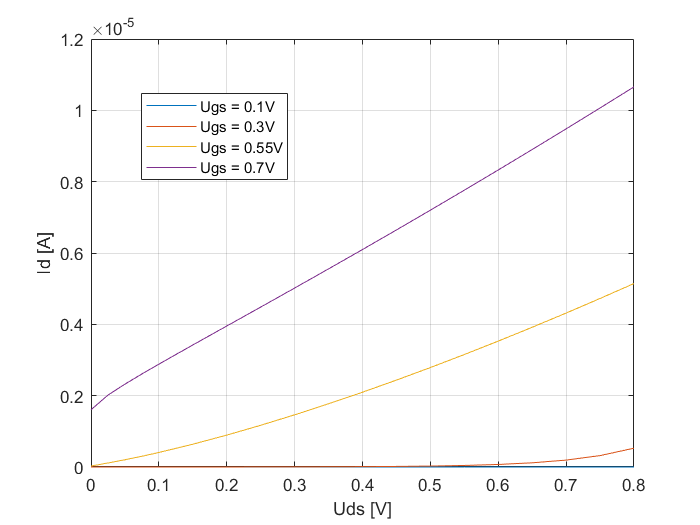 ×10-5
1.2
1
0.8
0.6
0.4
0.2
0
Id [A]
Ugs = 0.1V
Ugs = 0.3V
Ugs = 0.55V
Ugs = 0.7V
0 0.1 0.2 0.3 0.4 0.5 0.6 0.7 0.8
Uds [V]